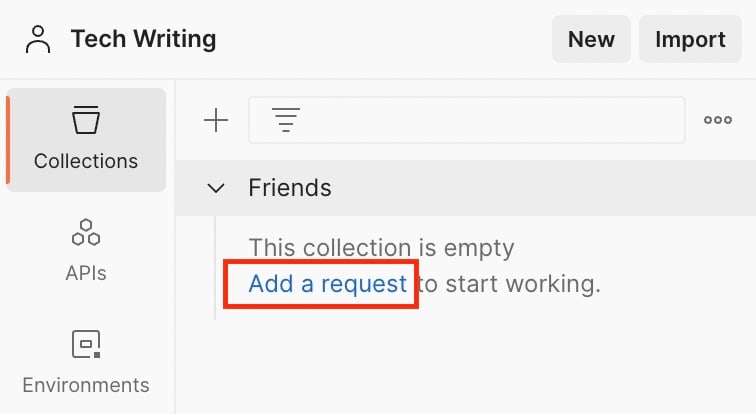 Tech Writing
New
Import
Collections
Friends
This collection is empty
Add a request to start working.
APIs
Environments